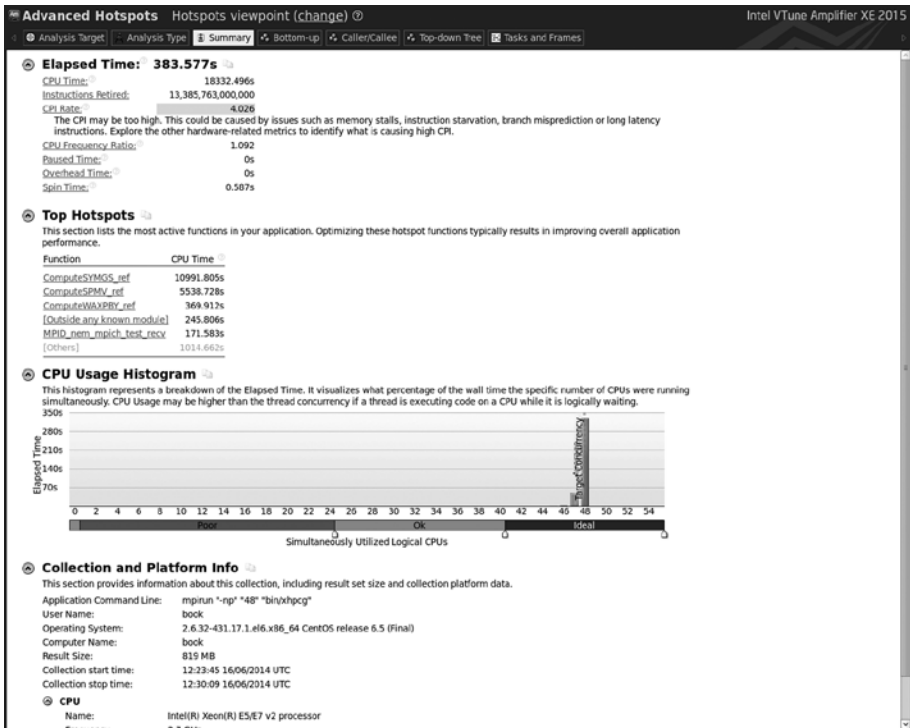 Advanced Hotspots Hotspots viewpoint (change) Intel VTune Amplifier XE 2015
Analysis Target Analysis Type Summary Bottom-up Caller/Callee Top-down Tree Tasks and Frames
Elapsed Time: 383.577s
CPU Time: 18332.496s
Instructions Retired: 13,385,763,000,000
CPI Rate: 4.026
The CPI may be too high. This could be caused by issues such as memory stalls, instruction starvation, branch misprediction or long latency
instructions. Explore the other hardware-related metrics to identify what is causing high CPI.
CPU Frequency Ratio: 1.092
Paused Time: 0s
Overhead Time: 0s
Spin Time: 0.587s
Top Hotspots
This section lists the most active functions in your application. Optimizing these hotspot functions typically results in improving overall application
performance.
Function CPU Time
ComputeSYMGS_ref 10991.805s
ComputeSPMV_ref 5538.728s
ComputeWAXPBY_ref 369.912s
[Outside any known module] 245.806s
MPID_nem_mpich_test_recv 171.583s
[Others] 1014.662s
CPU Usage Histogram
This histogram represents a breakdown of the Elapsed Time. It visualizes what percentage of the wall time the specific number of CPUs were running
simultaneously. CPU Usage may be higher than the thread concurrency if a thread is executing code on a CPU while it is logically waiting.
350s
280s
210s
140s
70s
Elapsed Time
Target Concurrency
0 2 4 6 8 10 12 14 16 18 20 22 24 26 28 30 32 34 36 38 40 42 44 46 48 50 52 54
Poor Ok Ideal
Simultaneously Utilized Logical CPUs
Collection and Platform Info
This section provides information about this collection, including result set size and collection platform data.
Application Command Line: mpirun "-np" "48" "bin/xhpcg"
User Name: bock
Operating System: 2.6.32-431.17.1.el6.x86_64 CentOS release 6.5 (Final)
Computer Name: bock
Result Size: 819 MB
Collection start time: 12:23:45 16/06/2014 UTC
Collection stop time: 12:30:09 16/06/2014 UTC
CPU
Name: Intel(R) Xeon(R) E5/E7 v2 processor